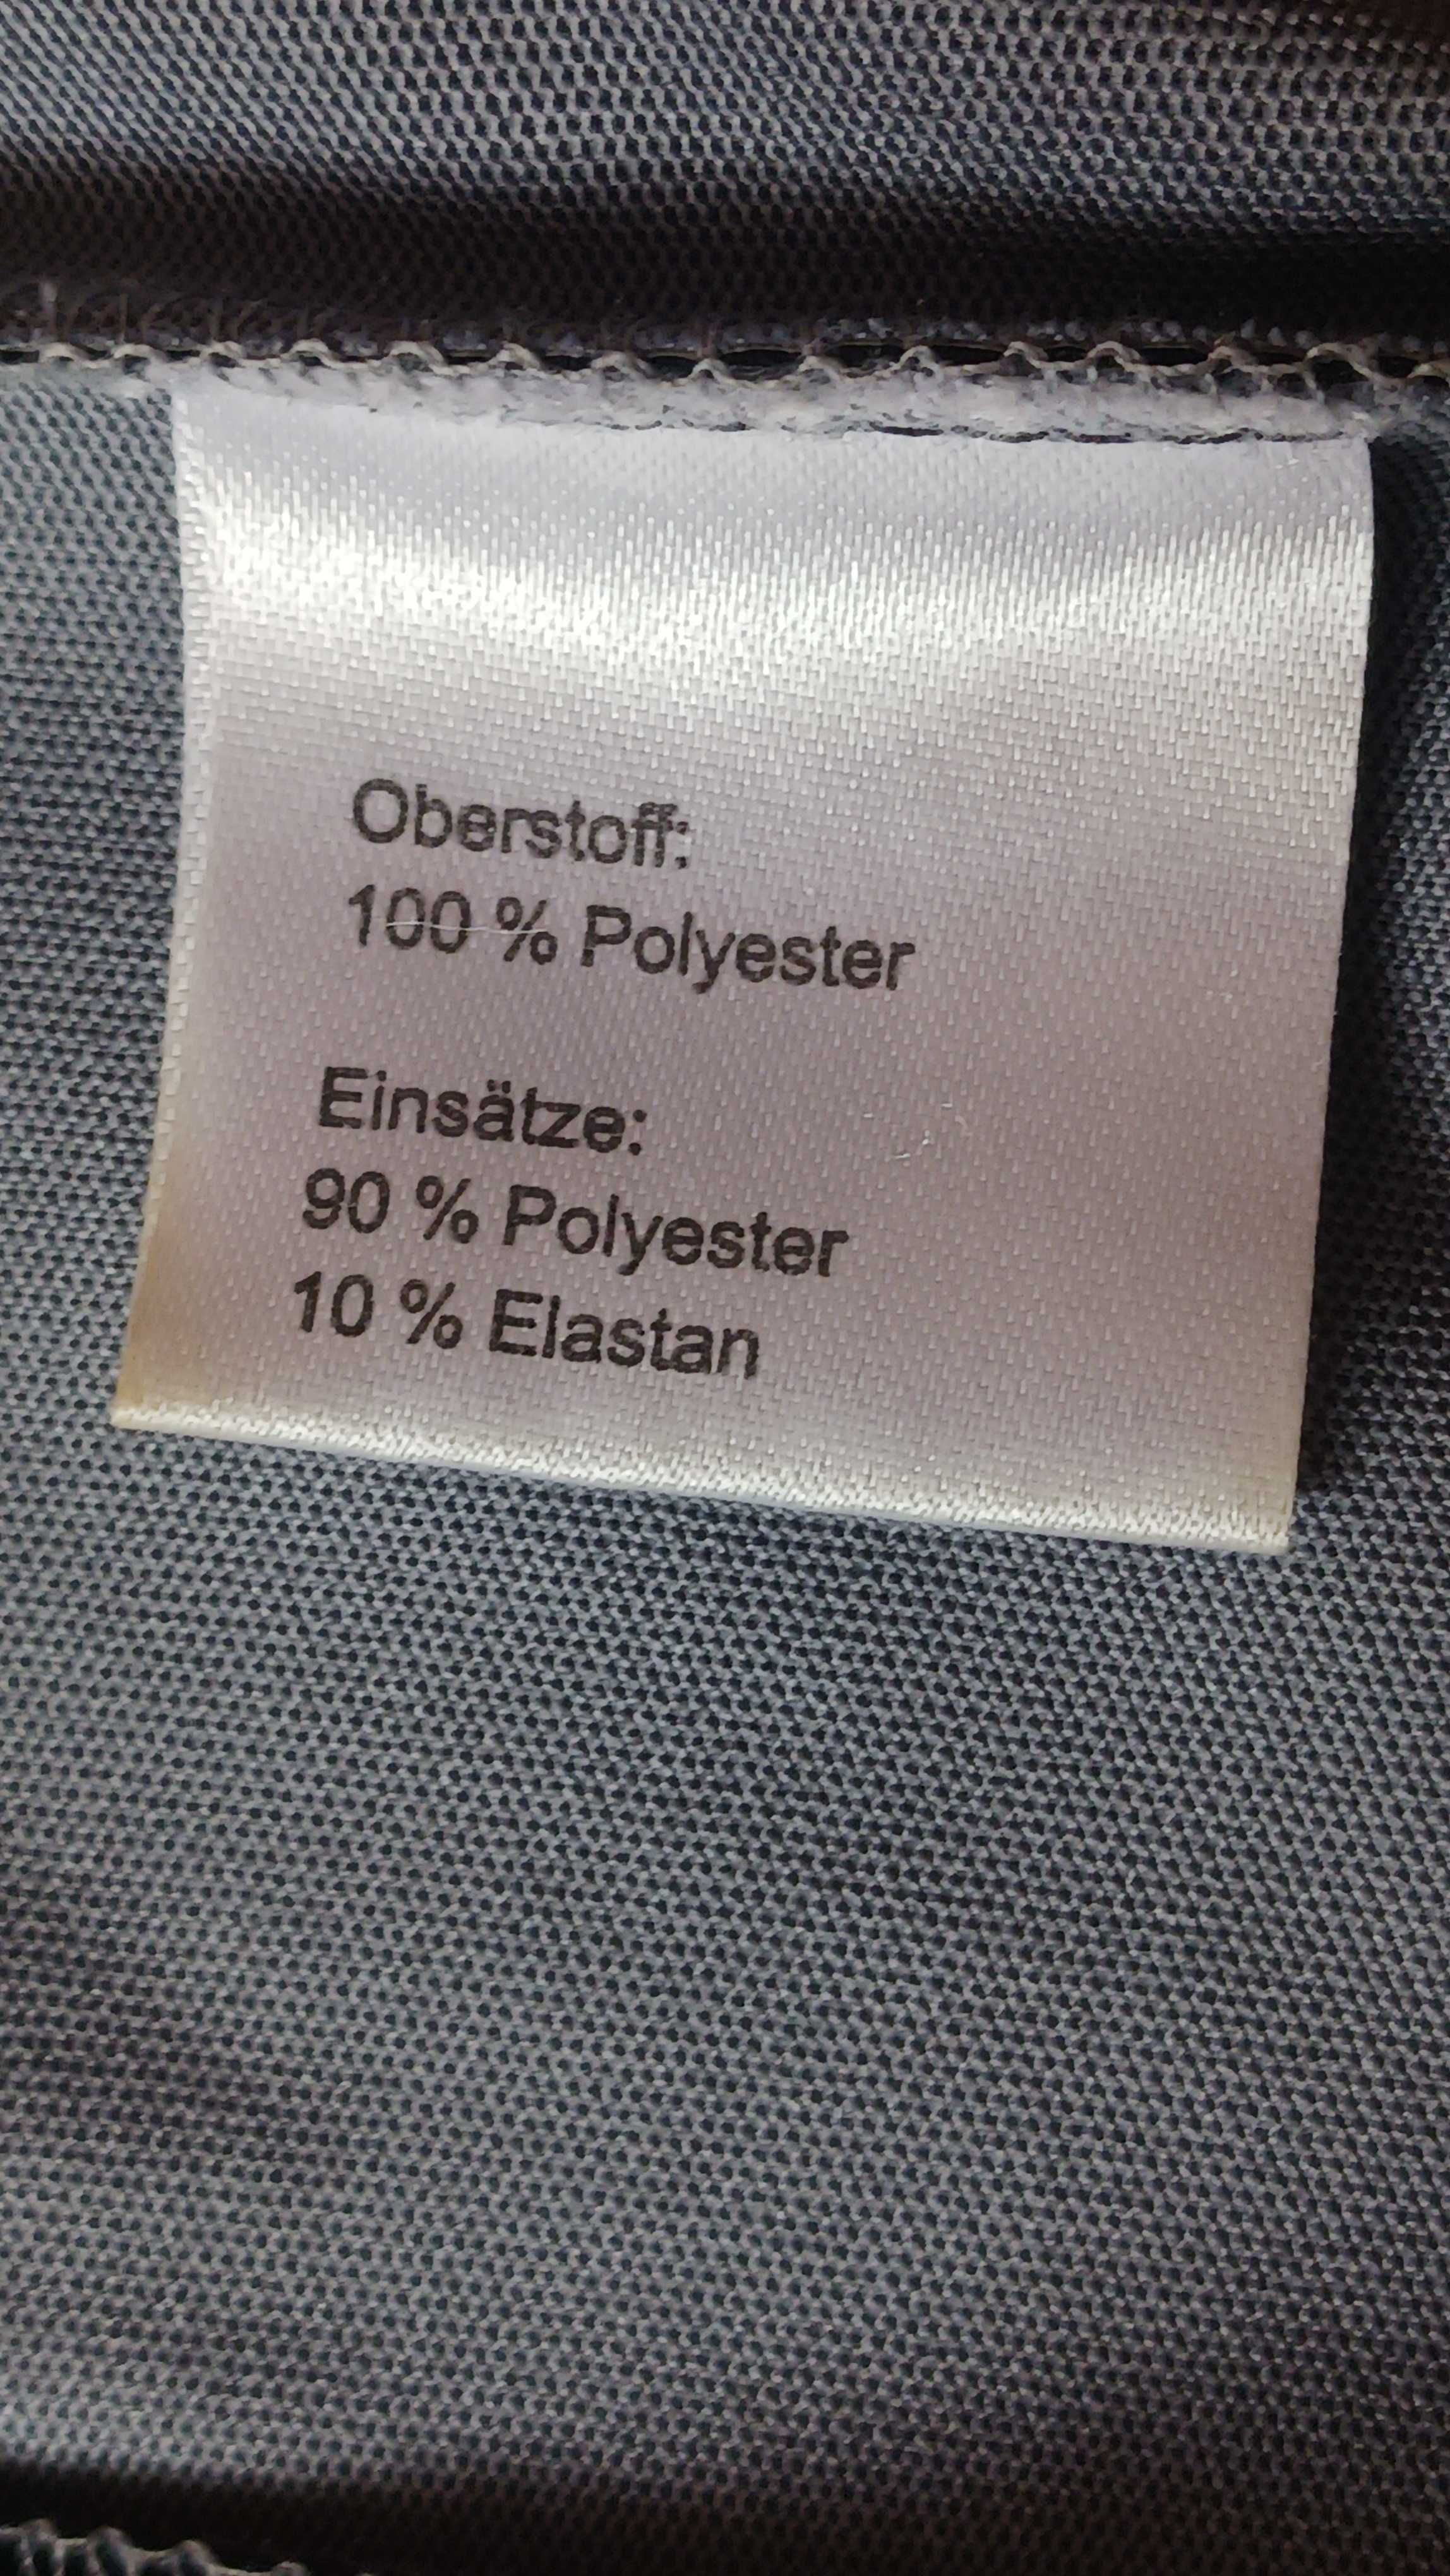 Oberstoff:
100 % Polyester
Einsätze:
90 % Polyester
10 % Elastan